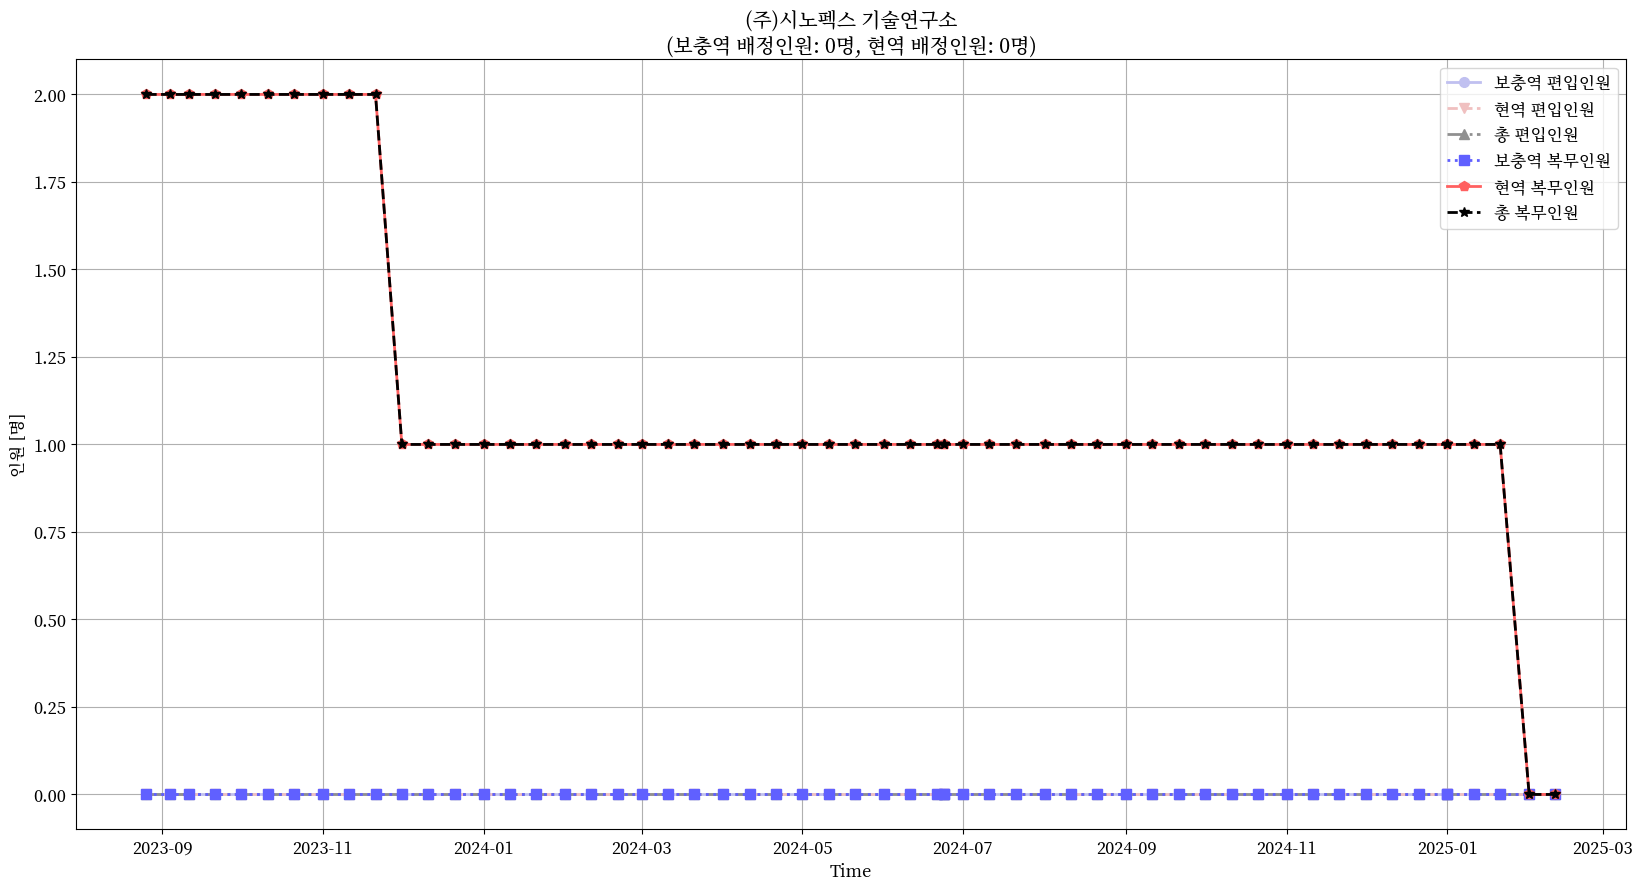 (주)시노펙스 기술연구소
(보충역 배정인원: 0명, 현역 배정인원: 0명)
보충역 편입인원
현역 편입인원
총 편입인원
보충역 복무인원
현역 복무인원
총 복무인원
인원 [명]
2.00
1.75
1.50
1.25
1.00
0.75
0.50
0.25
0.00
2023-09
2023-11
2024-01
2024-03
2024-05
2024-07
2024-09
2024-11
2025-01
2025-03
Time